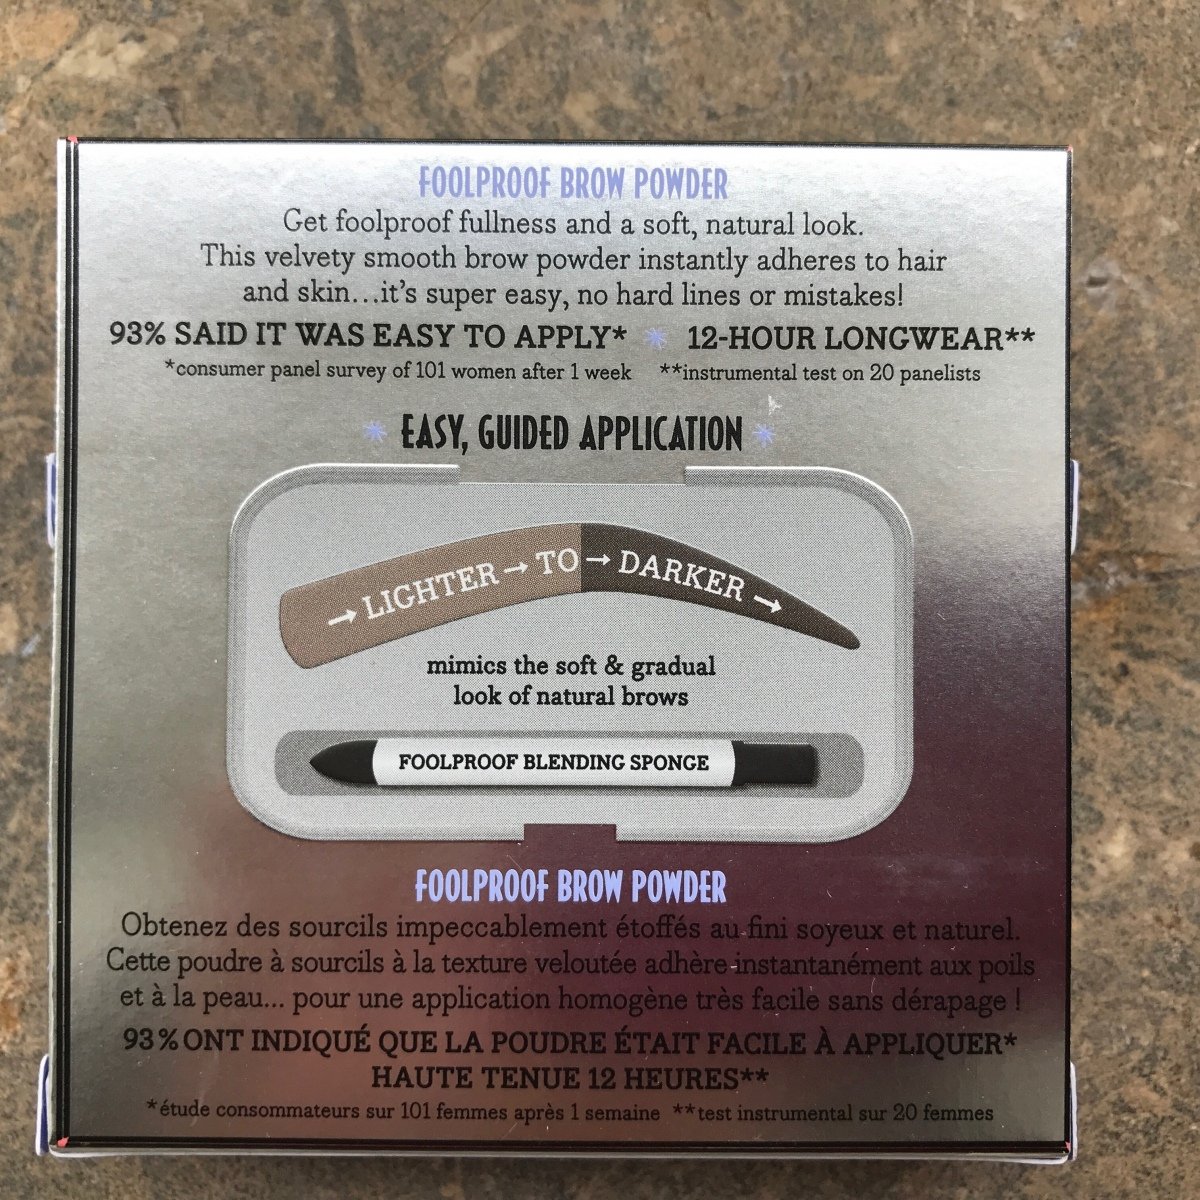 FOOLPROOF BROW POWDER
Get foolproof fullness and a soft, natural look.
This velvety smooth brow powder instantly adheres to hair
and skin...it's super easy, no hard lines or mistakes!
93% SAID IT WAS EASY TO APPLY* * 12-HOUR LONGWEAR**
*consumer panel survey of 101 women after 1 week **instrumental test on 20 panelists
* EASY, GUIDED APPLICATION *
→ LIGHTER → TO → DARKER →
mimics the soft & gradual
look of natural brows
FOOLPROOF BLENDING SPONGE
FOOLPROOF BROW POWDER
Obtenez des sourcils impeccablement étoffés au fini soyeux et naturel.
Cette poudre à sourcils à la texture veloutée adhère instantanément aux poils
et à la peau... pour une application homogène très facile sans dérapage !
93 % ONT INDIQUÉ QUE LA POUDRE ÉTAIT FACILE À APPLIQUER*
HAUTE TENUE 12 HEURES**
*étude consommateurs sur 101 femmes après 1 semaine **test instrumental sur 20 femmes